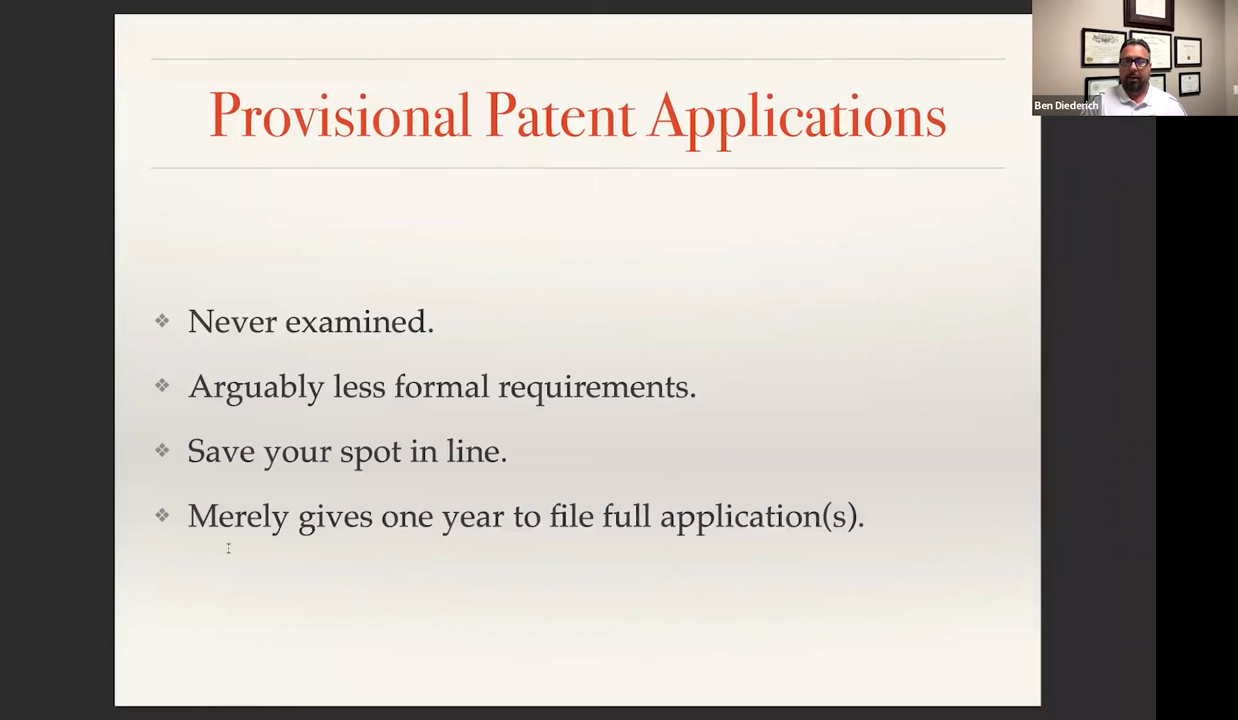 Provisional Patent Applications
Ben Diederich
Never examined.
Arguably less formal requirements.
Save your spot in line.
Merely gives one year to file full application(s).